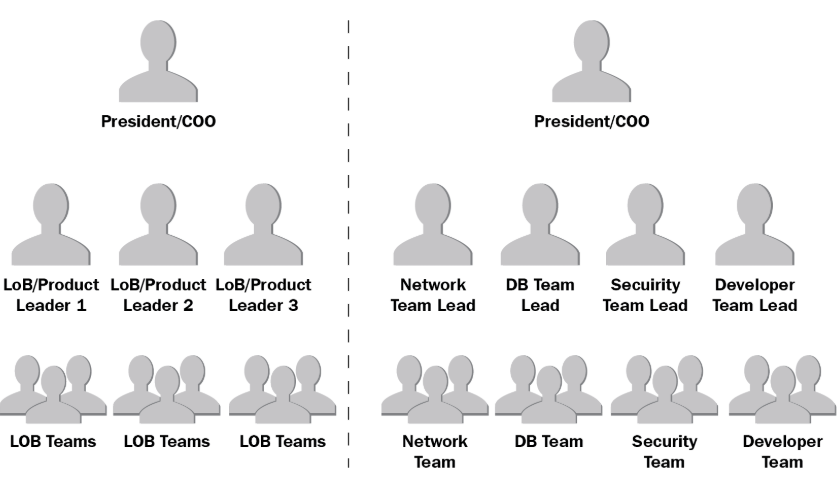 President/COO
President/COO
LoB/Product LoB/Product LoB/Product
Leader 1 Leader 2 Leader 3
Network DB Team Secuirity Developer
Team Lead Lead Team Lead Team Lead
LOB Teams LOB Teams LOB Teams
Network DB Team Security Developer
Team Team Team